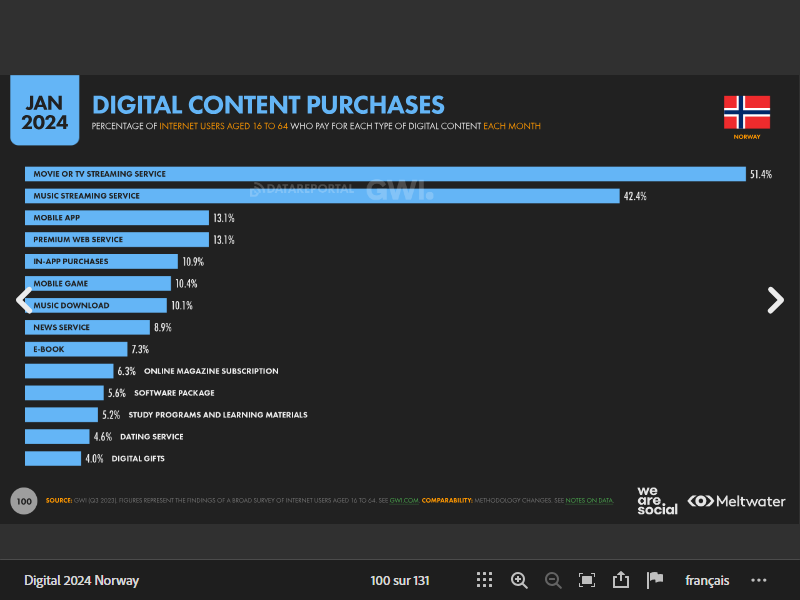 JAN
2024
DIGITAL CONTENT PURCHASES
PERCENTAGE OF INTERNET USERS AGED 16 TO 64 WHO PAY FOR EACH TYPE OF DIGITAL CONTENT EACH MONTH
NORWAY
MOVIE OR TV STREAMING SERVICE 51.4%
DATAREPORTAL GWI.
MUSIC STREAMING SERVICE 42.4%
MOBILE APP 13.1%
PREMIUM WEB SERVICE 13.1%
IN-APP PURCHASES 10.9%
MOBILE GAME 10.4%
MUSIC DOWNLOAD 10.1%
NEWS SERVICE 8.9%
E-BOOK 7.3%
6.3% ONLINE MAGAZINE SUBSCRIPTION
5.6% SOFTWARE PACKAGE
5.2% STUDY PROGRAMS AND LEARNING MATERIALS
4.6% DATING SERVICE
4.0% DIGITAL GIFTS
100
SOURCE: GWI (Q3 2023). FIGURES REPRESENT THE FINDINGS OF A BROAD SURVEY OF INTERNET USERS AGED 16 TO 64. SEE GWI.COM. COMPARABILITY: METHODOLOGY CHANGES. SEE NOTES ON DATA.
we
are
social
Meltwater
Digital 2024 Norway
100 sur 131
français